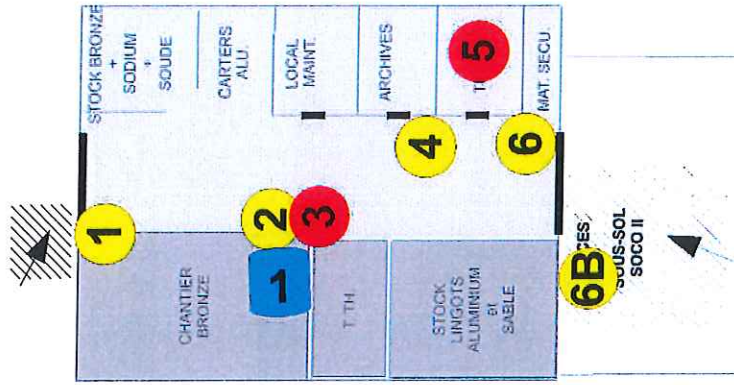 STOCK BRONZE
+
SODIUM
+
SOUDE
CARTERS
ALU.
LOCAL
MAINT.
ARCHIVES
T
5
MAT. SECU.
1
2
3
4
6
CHANTIER
BRONZE
1
T. TH.
STOCK
LINGOTS
ALUMINIUM
et
SABLE
6B
CES
SOUS-SOL
SOCO II